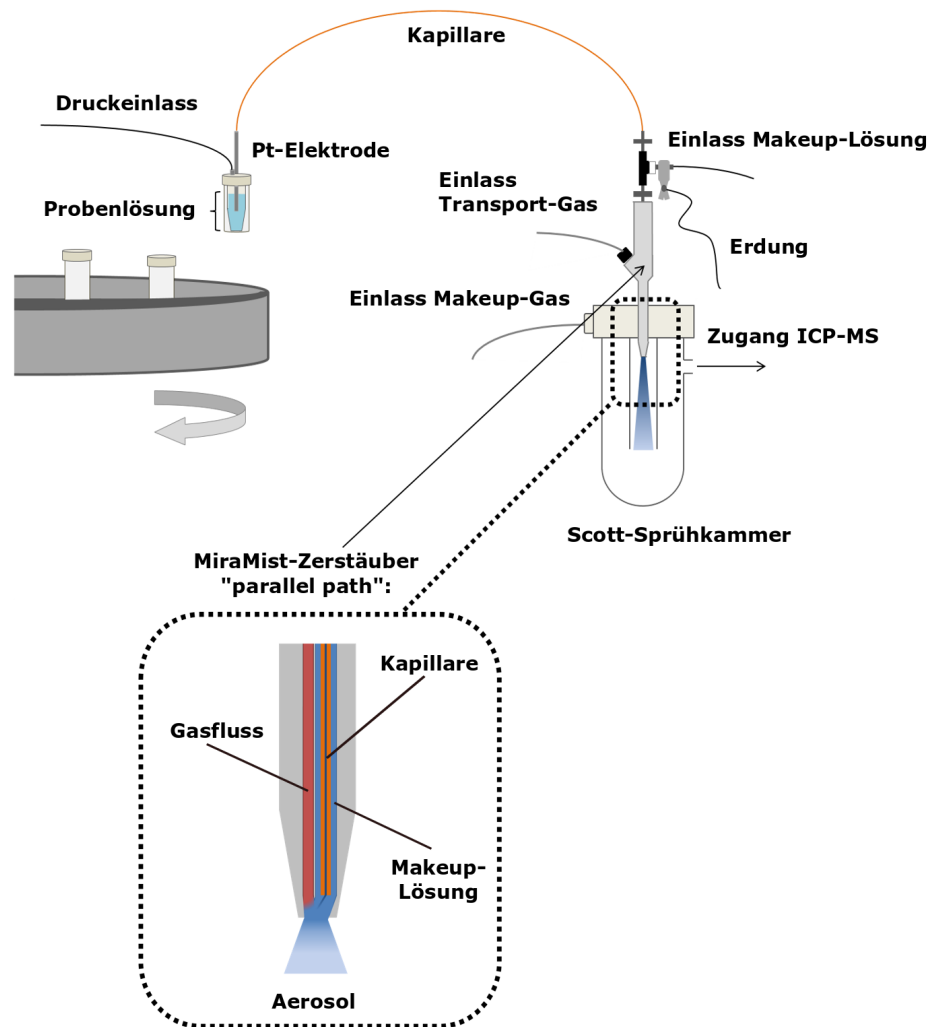 Kapillare
Druckeinlass
Pt-Elektrode
Einlass Makeup-Lösung
Einlass
Transport-Gas
Probenlösung
Erdung
Einlass Makeup-Gas
Zugang ICP-MS
Scott-Sprühkammer
MiraMist-Zerstäuber
"parallel path":
Kapillare
Gasfluss
Makeup-
Lösung
Aerosol